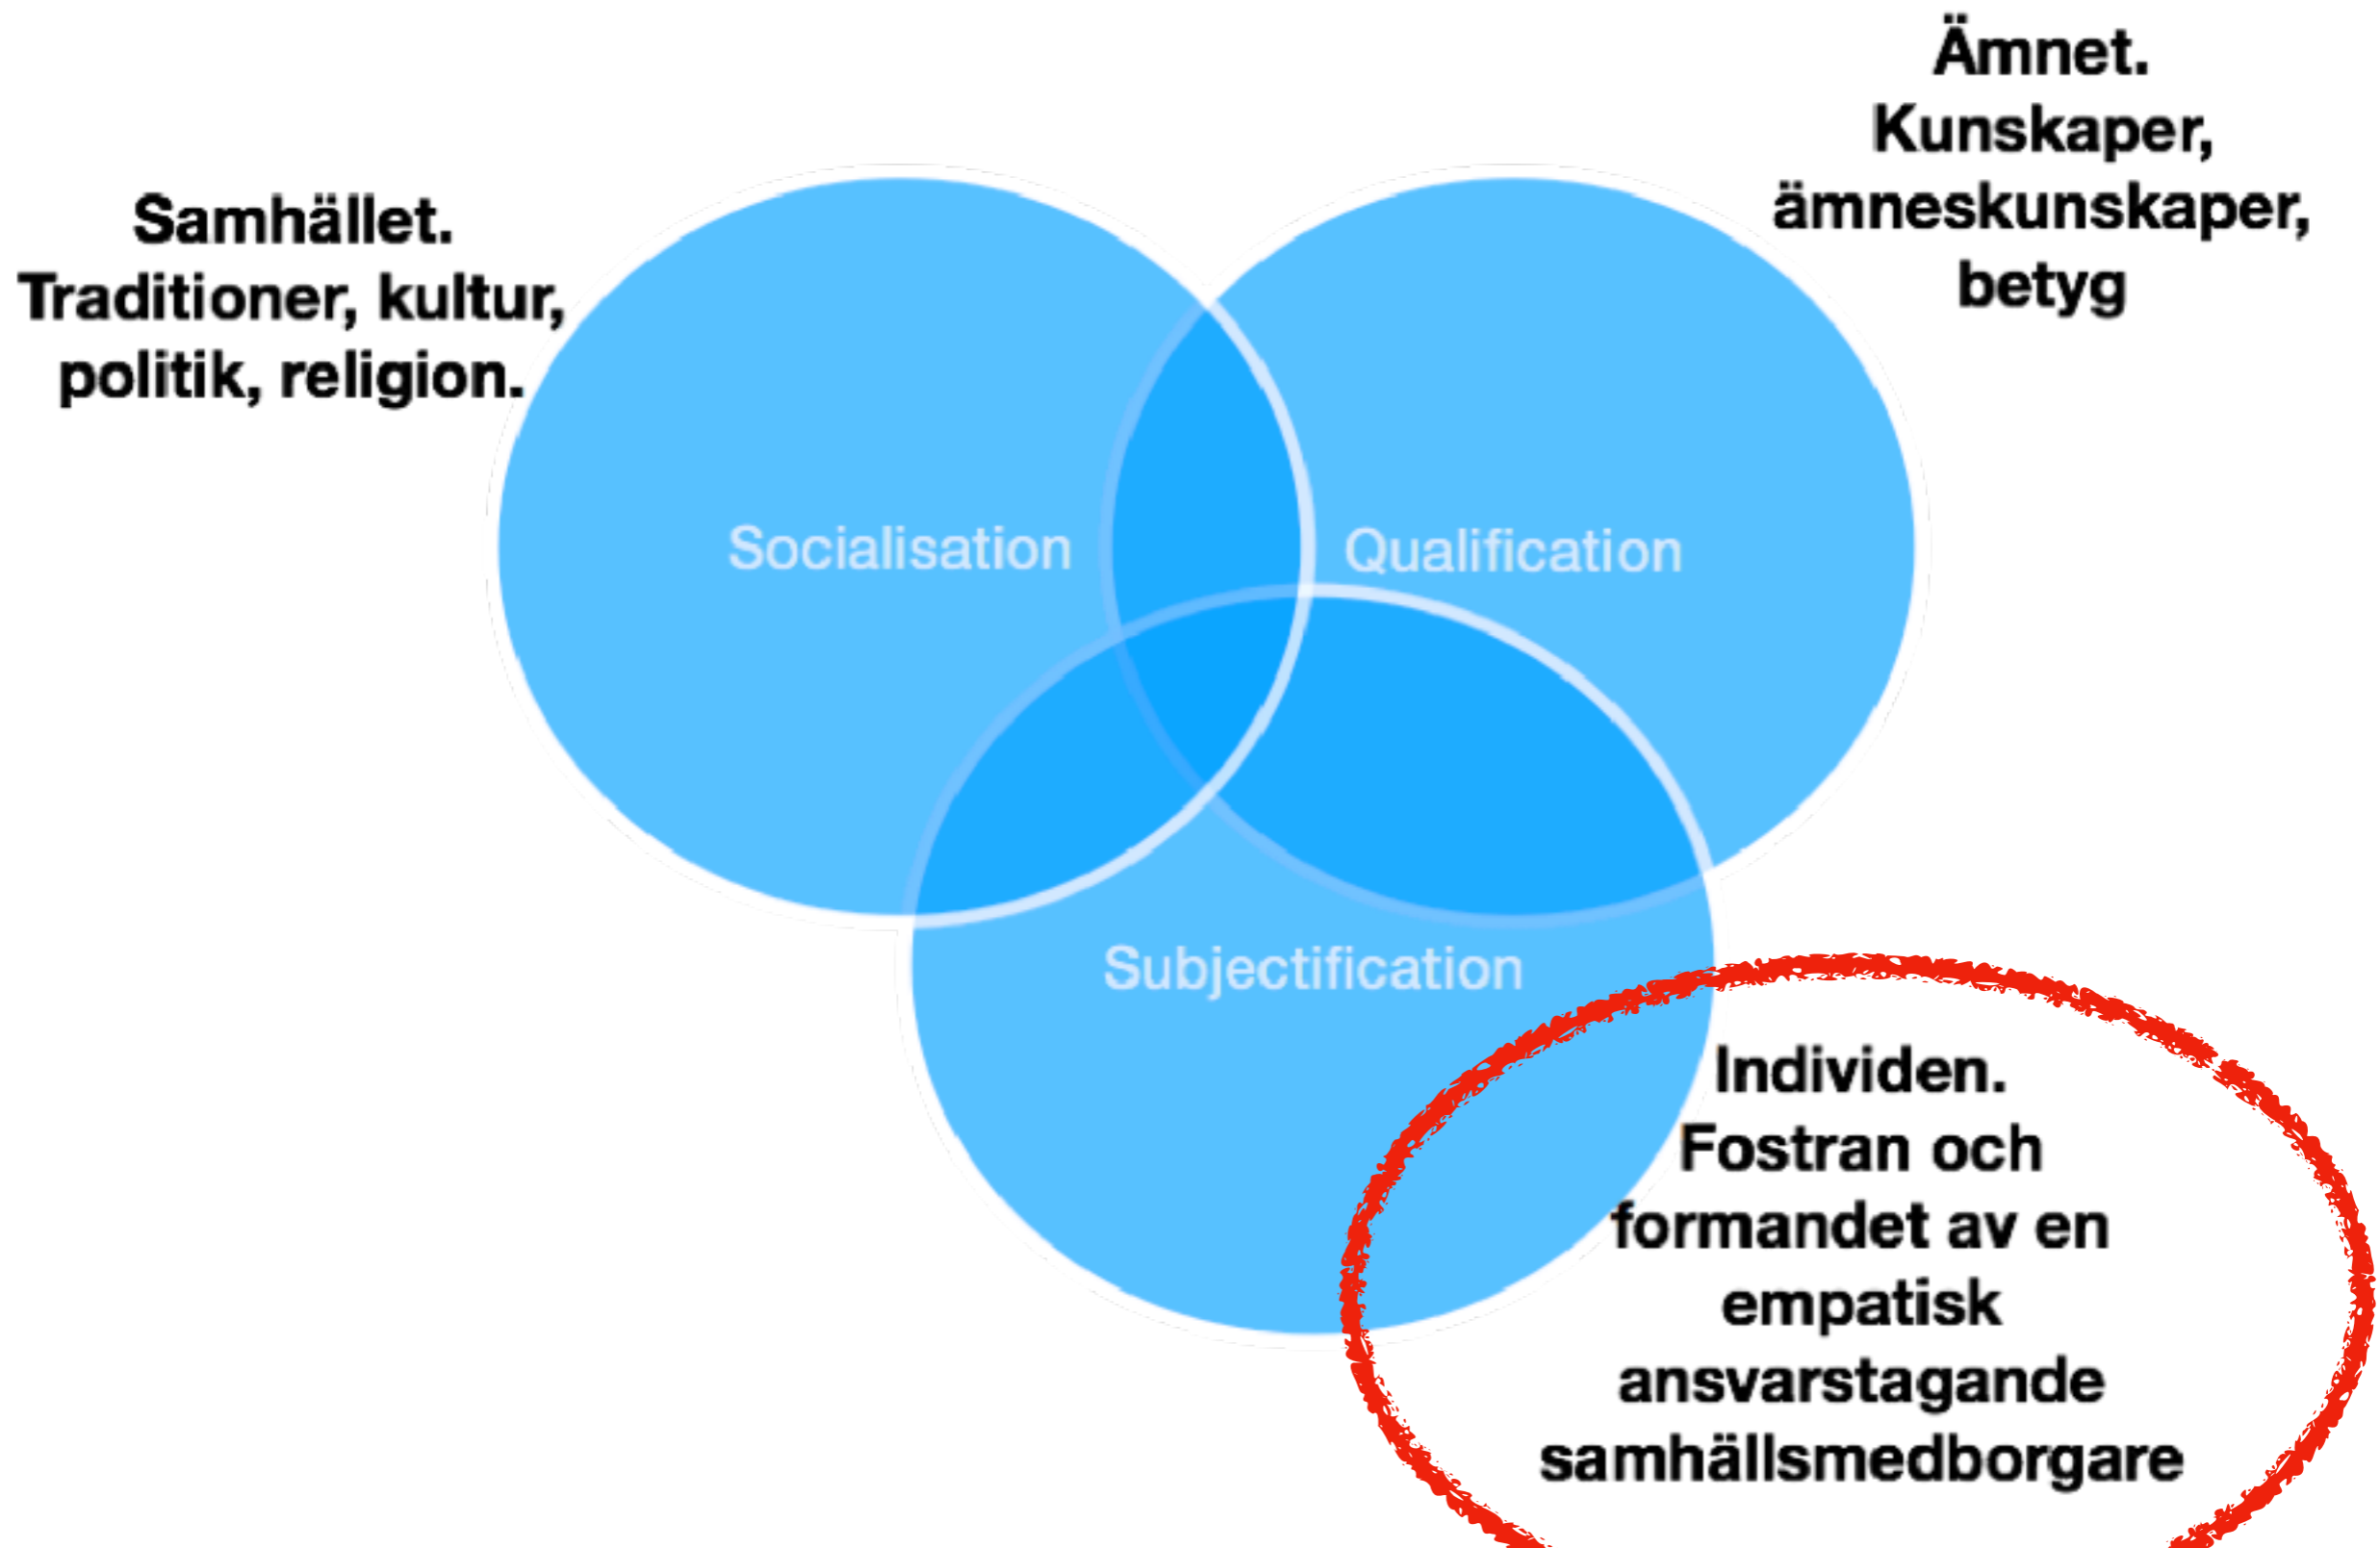 Samhället.
Traditioner, kultur,
politik, religion.
Ämnet.
Kunskaper,
ämneskunskaper,
betyg
Socialisation
Qualification
Subjectification
Individen.
Fostran och
formandet av en
empatisk
ansvarstagande
samhällsmedborgare